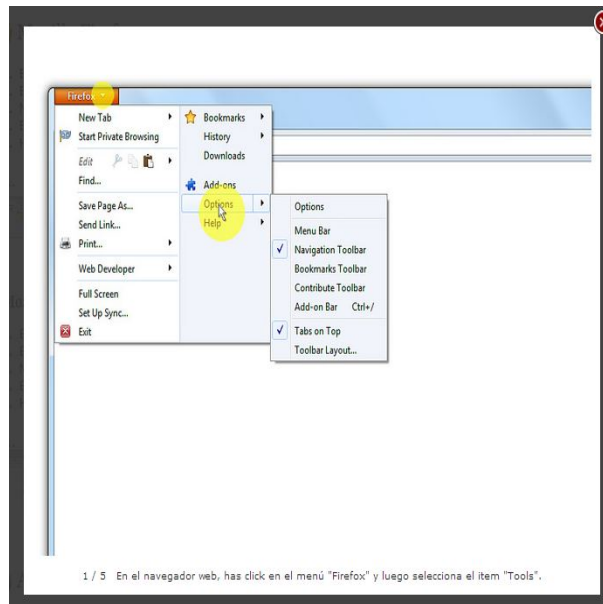 Firefox
New Tab
Start Private Browsing
Edit
Find...
Save Page As...
Send Link...
Print...
Web Developer
Full Screen
Set Up Sync...
Exit
Bookmarks
History
Downloads
Add-ons
Options
Help
Options
Menu Bar
Navigation Toolbar
Bookmarks Toolbar
Contribute Toolbar
Add-on Bar Ctrl+/
Tabs on Top
Toolbar Layout...
1 / 5 En el navegador web, has click en el menú "Firefox" y luego selecciona el item "Tools".